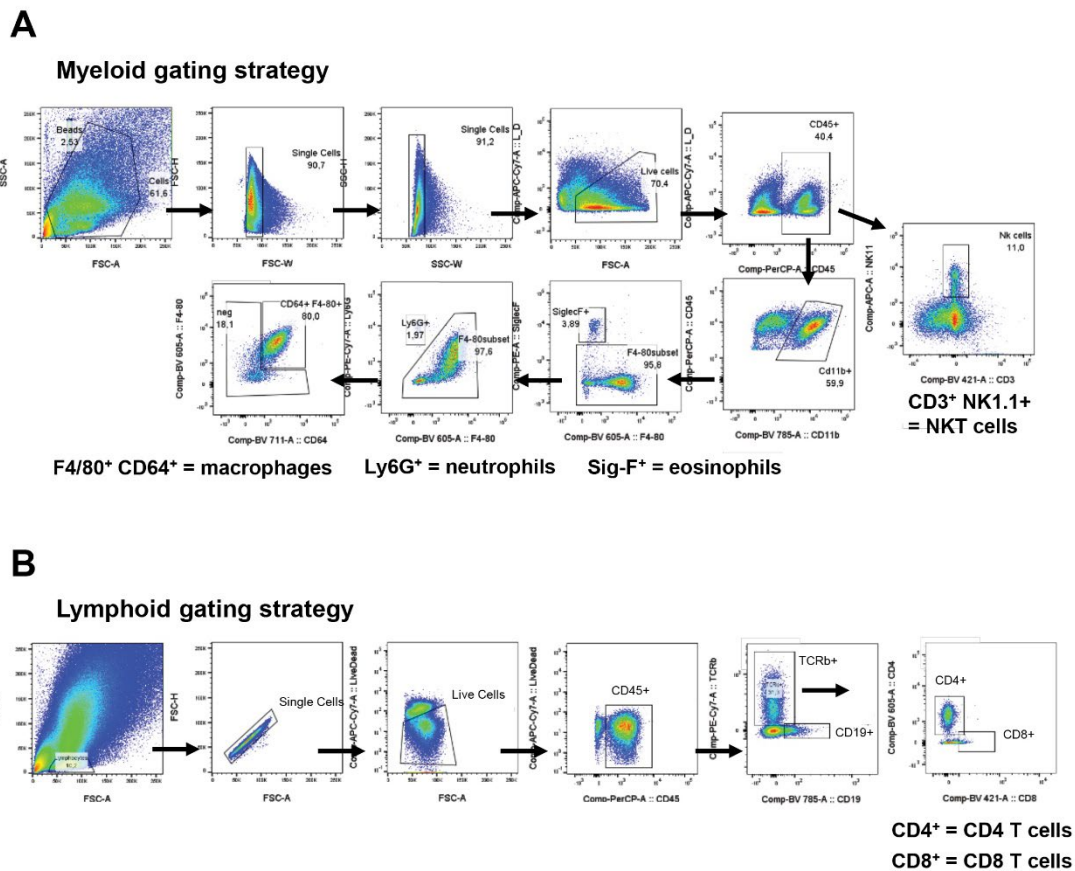 A
Myeloid gating strategy
SSC-A
Beads
2,53
Cells
61,6
FSC-A
FSC-H
Single Cells
90,7
FSC-W
SSC-H
Single Cells
91,2
SSC-W
Comp-APC-Cy7-A :: L_D
Live cells
70,4
FSC-A
Comp-APC-Cy7-A :: L_D
CD45+
40,4
Comp-PerCP-A :: CD45
Comp-APC-A :: NK11
Nk cells
11,0
Comp-BV 421-A :: CD3
CD3+ NK1.1+
= NKT cells
Comp-BV 605-A :: F4-80
neg
18,1
CD64+ F4-80+
80,0
Comp-BV 711-A :: CD64
Comp-PE-Cy7-A :: Ly6G
Ly6G+
1,97
F4-80subset
97,6
Comp-BV 605-A :: F4-80
Comp-PE-A :: SiglecF
SiglecF+
3,89
F4-80subset
95,8
Comp-BV 605-A :: F4-80
Comp-PerCP-A :: CD45
Cd11b+
59,9
Comp-BV 785-A :: CD11b
F4/80+ CD64+ = macrophages
Ly6G+ = neutrophils
Sig-F+ = eosinophils
B
Lymphoid gating strategy
FSC-A
FSC-H
Single Cells
FSC-A
Comp-APC-Cy7-A :: LiveDead
Live Cells
FSC-A
Comp-APC-Cy7-A :: LiveDead
CD45+
Comp-PerCP-A :: CD45
Comp-PE-Cy7-A :: TCRb
TCRb+
CD19+
Comp-BV 785-A :: CD19
Comp-BV 605-A :: CD4
CD4+
CD8+
Comp-BV 421-A :: CD8
CD4+ = CD4 T cells
CD8+ = CD8 T cells